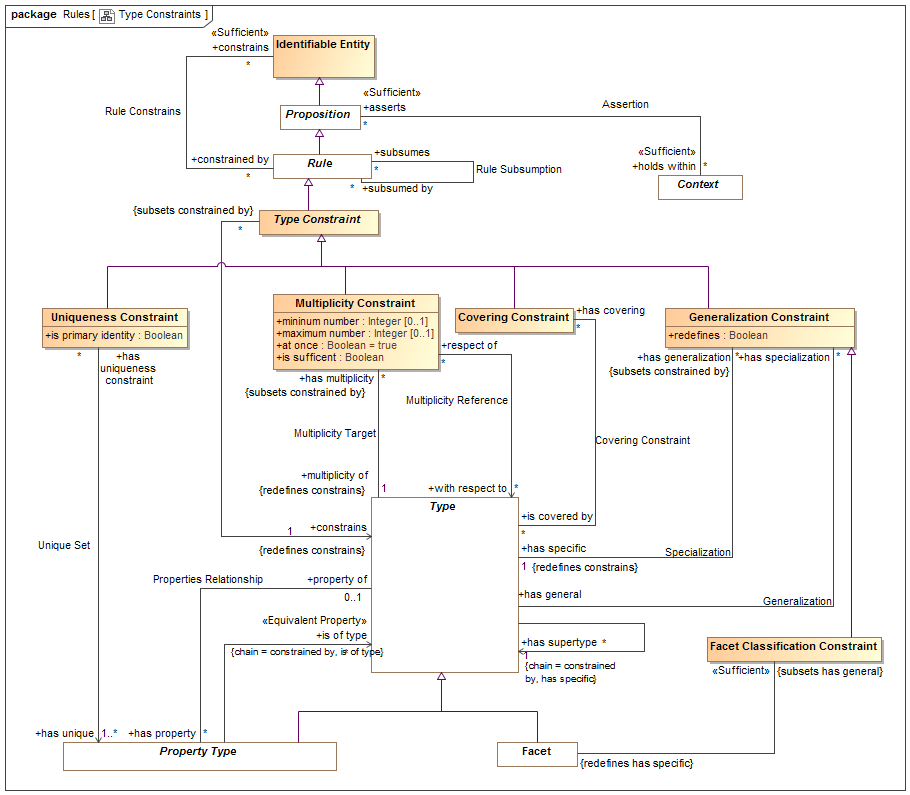 package Rules [ Type Constraints ]
«Sufficient»
+constrains
*
Identifiable Entity
Rule Constrains
«Sufficient»
+asserts
*
Proposition
Assertion
«Sufficient»
+holds within *
Context
+constrained by
*
Rule
+subsumes
*
Rule Subsumption
* +subsumed by
{subsets constrained by}
*
Type Constraint
Uniqueness Constraint
+is primary identity : Boolean
Multiplicity Constraint
+mininum number : Integer [0..1]
+maximum number : Integer [0..1]
+at once : Boolean = true
+is sufficent : Boolean
Covering Constraint
+has covering
*
Generalization Constraint
+redefines : Boolean
*
+has
uniqueness
constraint
+respect of
*
+has multiplicity *
{subsets constrained by}
+has generalization *
{subsets constrained by}
+has specialization *
Multiplicity Reference
Multiplicity Target
Covering Constraint
+multiplicity of
{redefines constrains}
1
+with respect to *
Type
+is covered by
*
1 +constrains
{redefines constrains}
+has specific
1 {redefines constrains}
Specialization
Unique Set
Properties Relationship
+property of
0..1
+has general
Generalization
«Equivalent Property»
+is of type
{chain = constrained by, is of type}
1
+has supertype *
{chain = constrained
by, has specific}
Facet Classification Constraint
«Sufficient»
{subsets has general}
+has unique 1..*
+has property *
Property Type
Facet
{redefines has specific}